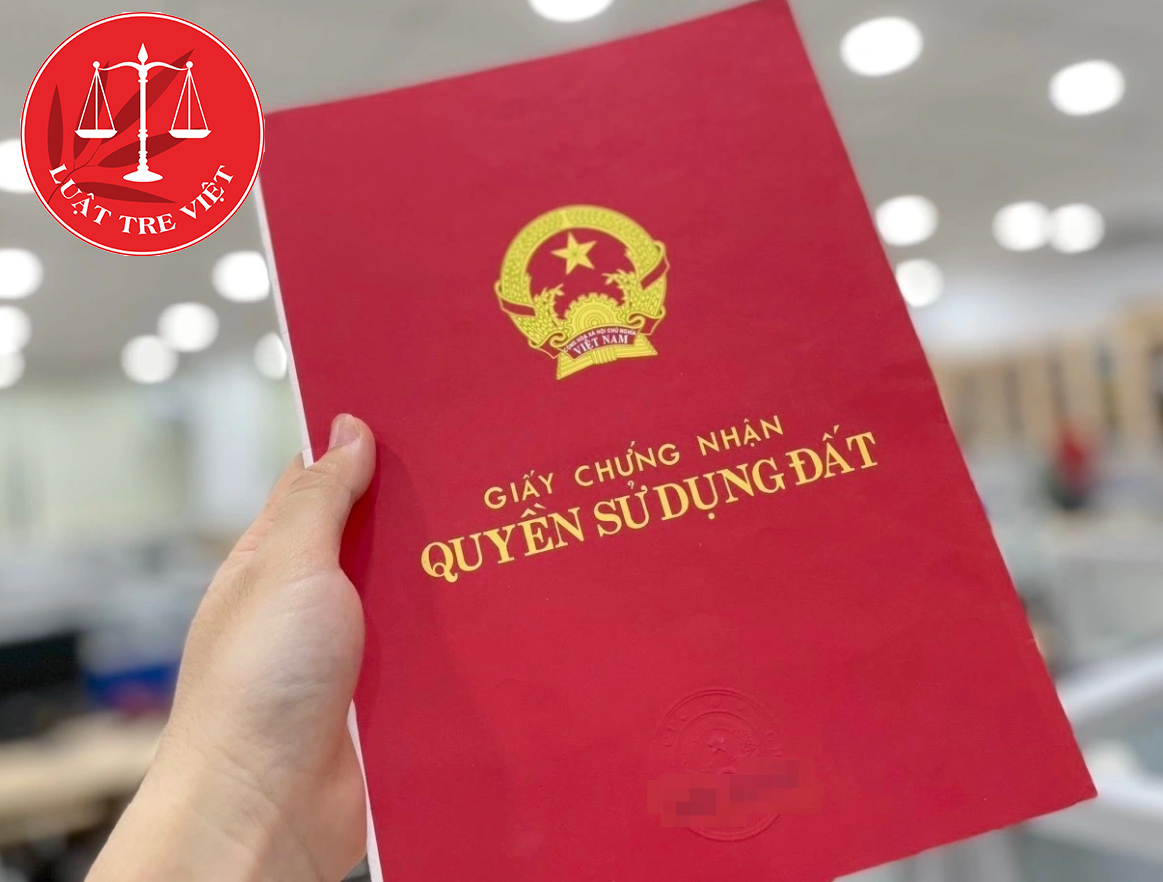 LUẬT TRE VIỆT
CỘNG HÒA XÃ HỘI CHỦ NGHĨA
VIỆT NAM
GIẤY CHỨNG NHẬN
QUYỀN SỬ DỤNG ĐẤT